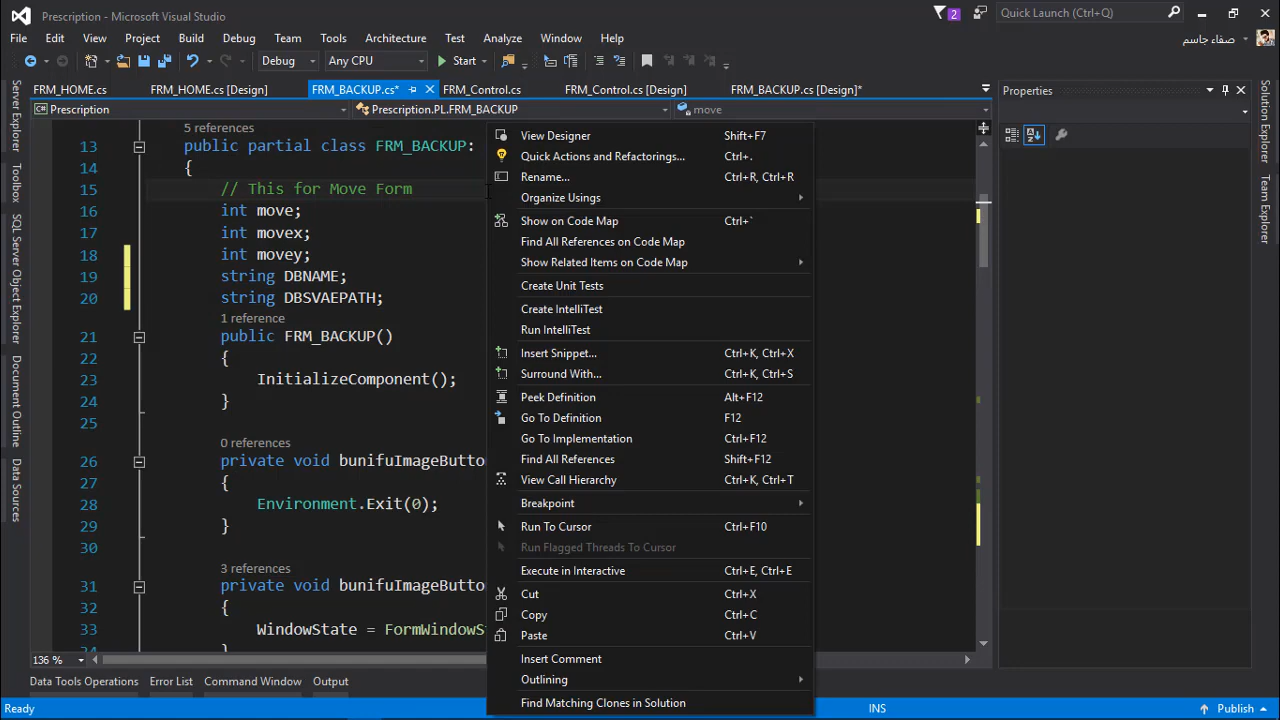 Prescription - Microsoft Visual Studio
2
Quick Launch (Ctrl+Q)
File Edit View Project Build Debug Team Tools Architecture Test Analyze Window Help
صفاء جاسم
Debug Any CPU Start
FRM_HOME.cs FRM_HOME.cs [Design] FRM_BACKUP.cs* FRM_Control.cs FRM_Control.cs [Design] FRM_BACKUP.cs [Design]*
Properties
Prescription Prescription.PL.FRM_BACKUP move
Server Explorer
Toolbox
SQL Server Object Explorer
Document Outline
Data Sources
Solution Explorer
Team Explorer
5 references
13 public partial class FRM_BACKUP:
14 {
15 // This for Move Form
16 int move;
17 int movex;
18 int movey;
19 string DBNAME;
20 string DBSVAEPATH;
1 reference
21 public FRM_BACKUP()
22 {
23 InitializeComponent();
24 }
25
0 references
26 private void bunifuImageButto
27 {
28 Environment.Exit(0);
29 }
30
3 references
31 private void bunifuImageButto
32 {
33 WindowState = FormWindowSt
34 }
View Designer Shift+F7
Quick Actions and Refactorings... Ctrl+.
Rename... Ctrl+R, Ctrl+R
Organize Usings
Show on Code Map Ctrl+`
Find All References on Code Map
Show Related Items on Code Map
Create Unit Tests
Create IntelliTest
Run IntelliTest
Insert Snippet... Ctrl+K, Ctrl+X
Surround With... Ctrl+K, Ctrl+S
Peek Definition Alt+F12
Go To Definition F12
Go To Implementation Ctrl+F12
Find All References Shift+F12
View Call Hierarchy Ctrl+K, Ctrl+T
Breakpoint
Run To Cursor Ctrl+F10
Run Flagged Threads To Cursor
Execute in Interactive Ctrl+E, Ctrl+E
Cut Ctrl+X
Copy Ctrl+C
Paste Ctrl+V
Insert Comment
Outlining
Find Matching Clones in Solution
136 %
Data Tools Operations Error List Command Window Output
Ready INS Publish